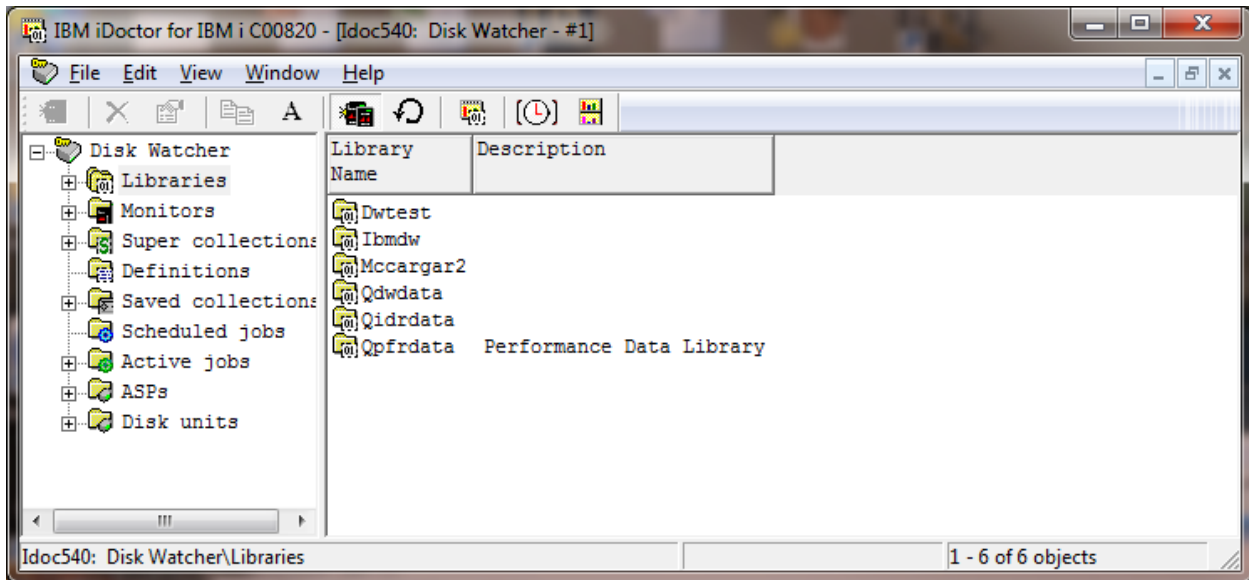 IBM iDoctor for IBM i C00820 - [Idoc540: Disk Watcher - #1]
File Edit View Window Help
A
Disk Watcher
Libraries
Monitors
Super collections
Definitions
Saved collections
Scheduled jobs
Active jobs
ASPs
Disk units
Library Name
Description
Dwtest
Ibmdw
Mccargar2
Qdwdata
Qidrdata
Qpfrdata Performance Data Library
Idoc540: Disk Watcher\Libraries
1 - 6 of 6 objects